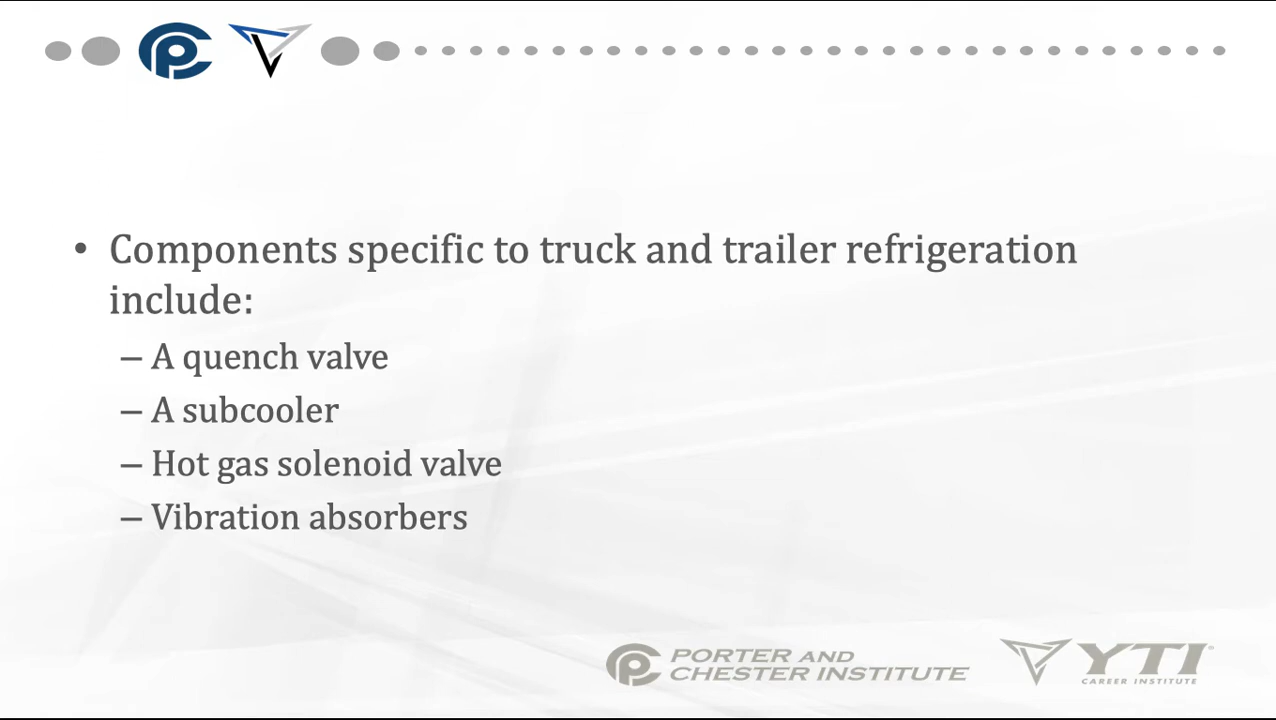 • Components specific to truck and trailer refrigeration
include:
– A quench valve
– A subcooler
– Hot gas solenoid valve
– Vibration absorbers
PORTER AND
CHESTER INSTITUTE
YTI
CAREER INSTITUTE